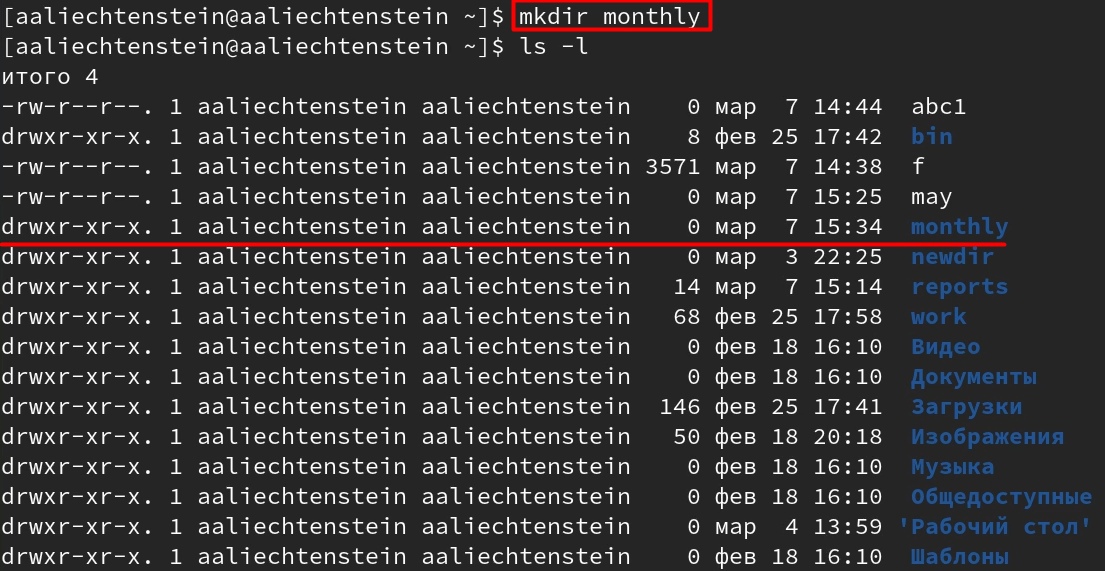 [aaliechtenstein@aaliechtenstein ~]$ mkdir monthly
[aaliechtenstein@aaliechtenstein ~]$ ls -l
итого 4
-rw-r--r--. 1 aaliechtenstein aaliechtenstein    0 мар  7 14:44  abc1
drwxr-xr-x. 1 aaliechtenstein aaliechtenstein    8 фев 25 17:42  bin
-rw-r--r--. 1 aaliechtenstein aaliechtenstein 3571 мар  7 14:38  f
-rw-r--r--. 1 aaliechtenstein aaliechtenstein    0 мар  7 15:25  may
drwxr-xr-x. 1 aaliechtenstein aaliechtenstein    0 мар  7 15:34  monthly
drwxr-xr-x. 1 aaliechtenstein aaliechtenstein    0 мар  3 22:25  newdir
drwxr-xr-x. 1 aaliechtenstein aaliechtenstein   14 мар  7 15:14  reports
drwxr-xr-x. 1 aaliechtenstein aaliechtenstein   68 фев 25 17:58  work
drwxr-xr-x. 1 aaliechtenstein aaliechtenstein    0 фев 18 16:10  Видео
drwxr-xr-x. 1 aaliechtenstein aaliechtenstein    0 фев 18 16:10  Документы
drwxr-xr-x. 1 aaliechtenstein aaliechtenstein  146 фев 25 17:41  Загрузки
drwxr-xr-x. 1 aaliechtenstein aaliechtenstein   50 фев 18 20:18  Изображения
drwxr-xr-x. 1 aaliechtenstein aaliechtenstein    0 фев 18 16:10  Музыка
drwxr-xr-x. 1 aaliechtenstein aaliechtenstein    0 фев 18 16:10  Общедоступные
drwxr-xr-x. 1 aaliechtenstein aaliechtenstein    0 мар  4 13:59 'Рабочий стол'
drwxr-xr-x. 1 aaliechtenstein aaliechtenstein    0 фев 18 16:10  Шаблоны